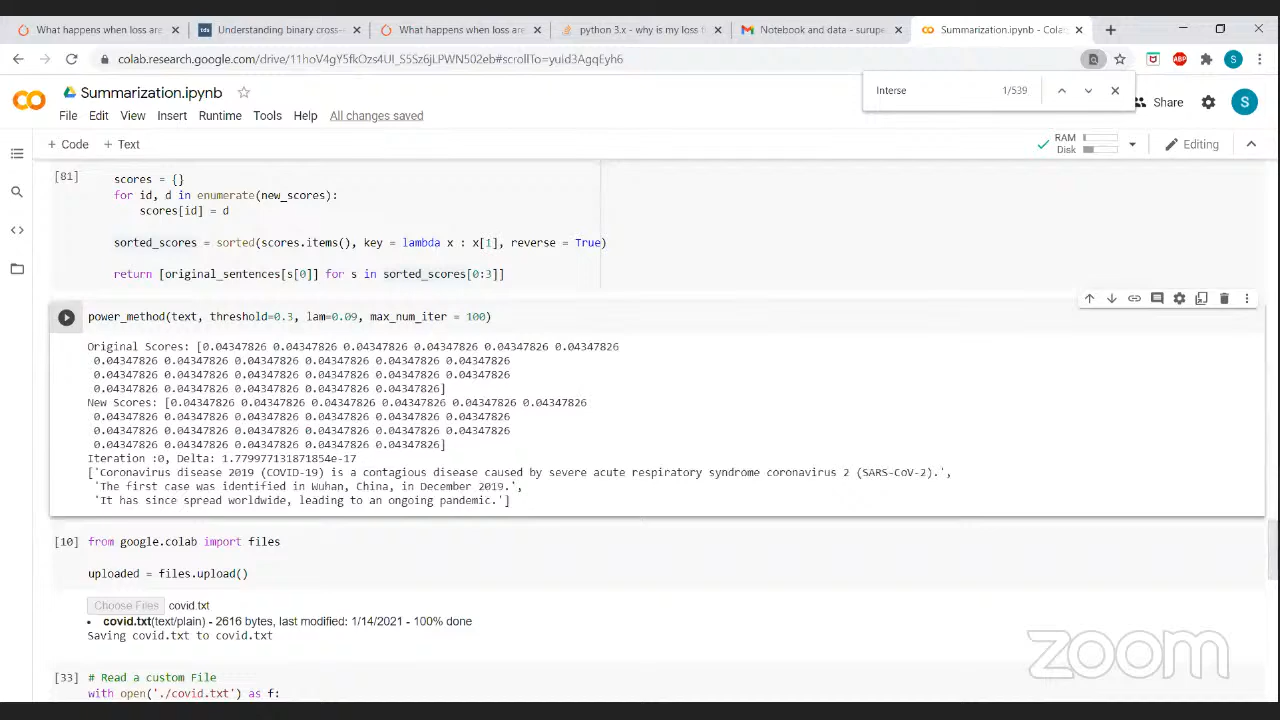 What happens when loss are
Understanding binary cross-
What happens when loss are
python 3.x - why is my loss
Notebook and data - surupe
Summarization.ipynb - Colab
Interse
1/539
Summarization.ipynb
File Edit View Insert Runtime Tools Help All changes saved
Share
S
+ Code + Text
RAM
Disk
Editing
[81]
scores = {}
for id, d in enumerate(new_scores):
scores[id] = d
sorted_scores = sorted(scores.items(), key = lambda x : x[1], reverse = True)
return [original_sentences[s[0]] for s in sorted_scores[0:3]]
power_method(text, threshold=0.3, lam=0.09, max_num_iter = 100)
Original Scores: [0.04347826 0.04347826 0.04347826 0.04347826 0.04347826 0.04347826
0.04347826 0.04347826 0.04347826 0.04347826 0.04347826 0.04347826
0.04347826 0.04347826 0.04347826 0.04347826 0.04347826 0.04347826
0.04347826 0.04347826 0.04347826 0.04347826 0.04347826]
New Scores: [0.04347826 0.04347826 0.04347826 0.04347826 0.04347826 0.04347826
0.04347826 0.04347826 0.04347826 0.04347826 0.04347826 0.04347826
0.04347826 0.04347826 0.04347826 0.04347826 0.04347826 0.04347826
0.04347826 0.04347826 0.04347826 0.04347826 0.04347826]
Iteration :0, Delta: 1.779977131871854e-17
['Coronavirus disease 2019 (COVID-19) is a contagious disease caused by severe acute respiratory syndrome coronavirus 2 (SARS-CoV-2).',
'The first case was identified in Wuhan, China, in December 2019.',
'It has since spread worldwide, leading to an ongoing pandemic.']
[10]
from google.colab import files
uploaded = files.upload()
Choose Files covid.txt
• covid.txt(text/plain) - 2616 bytes, last modified: 1/14/2021 - 100% done
Saving covid.txt to covid.txt
[33]
# Read a custom File
with open('./covid.txt') as f:
zoom